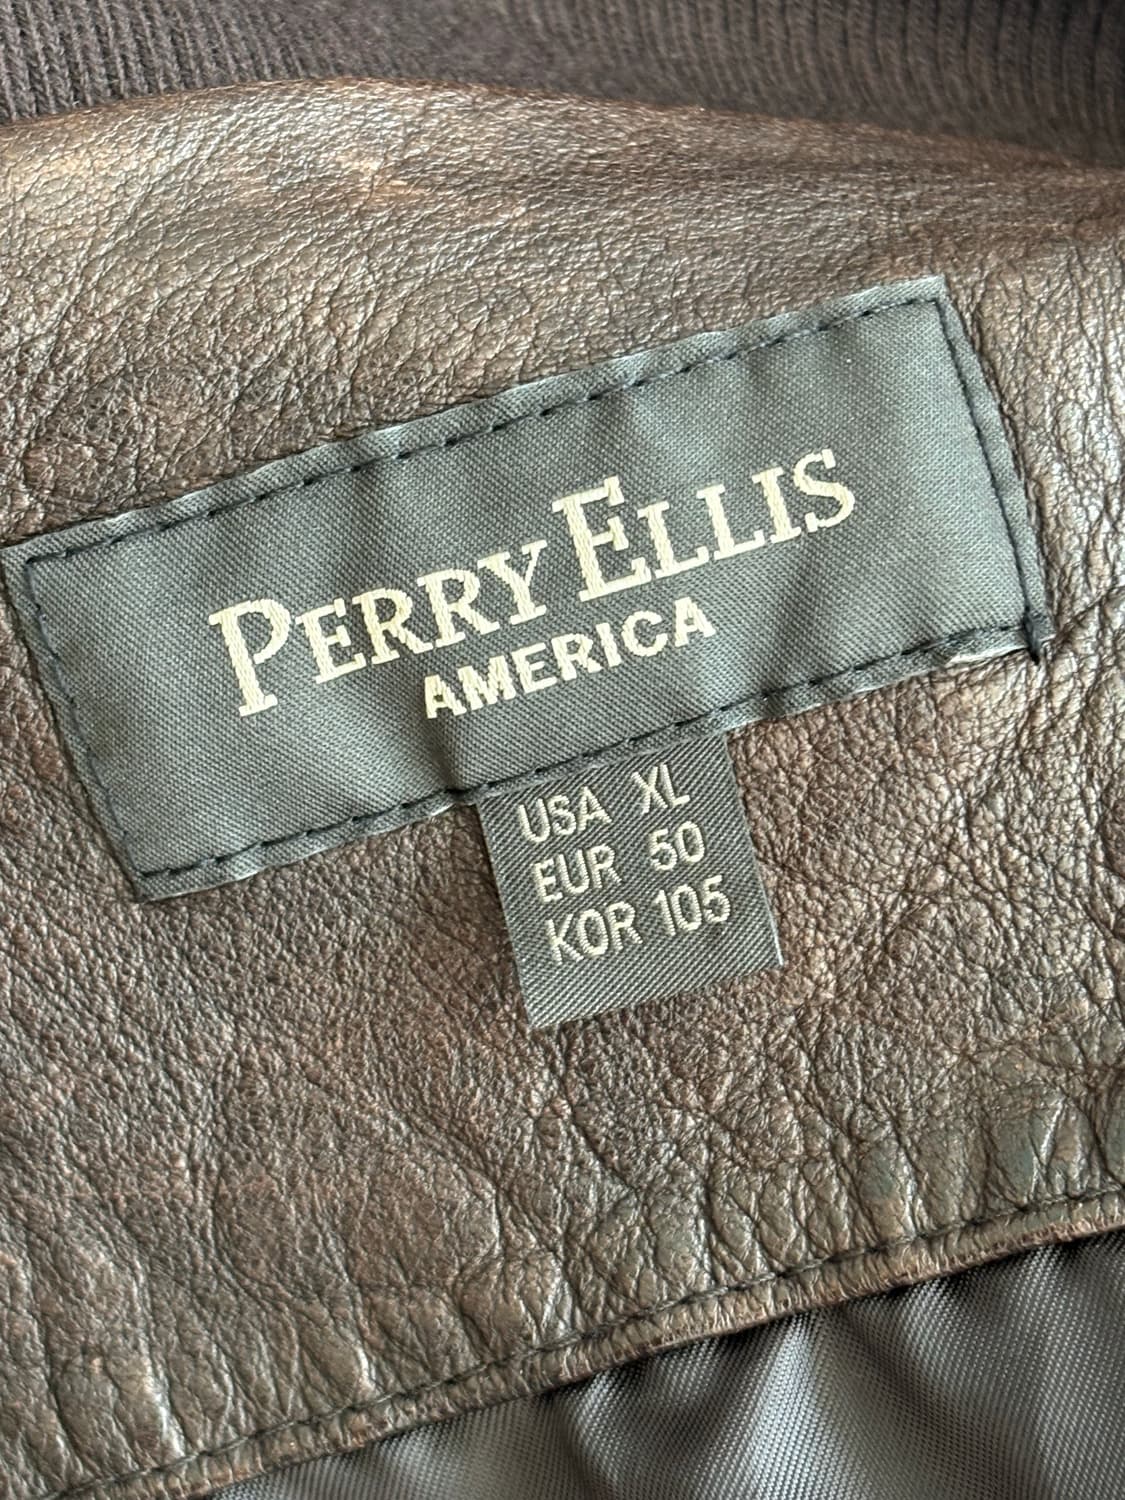 PERRY ELLIS
AMERICA
USA XL
EUR 50
KOR 105